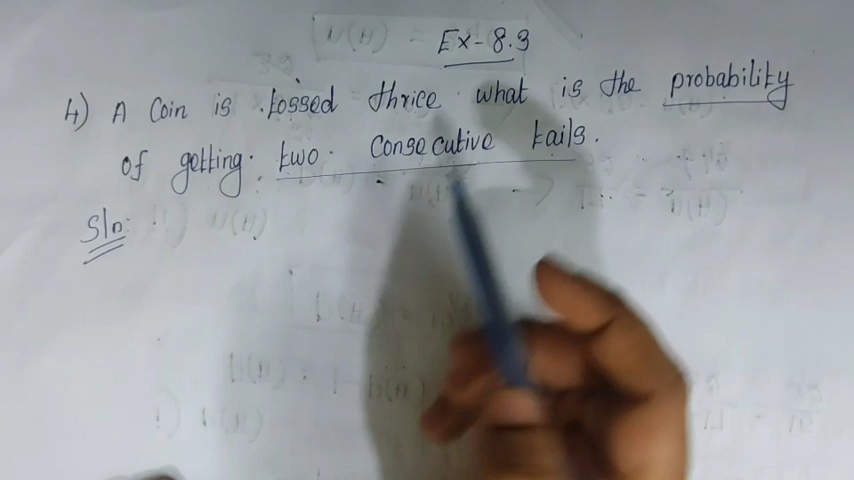 Ex-8.3
4) A Coin is tossed thrice what is the probability
of getting two consecutive tails.
Sln: